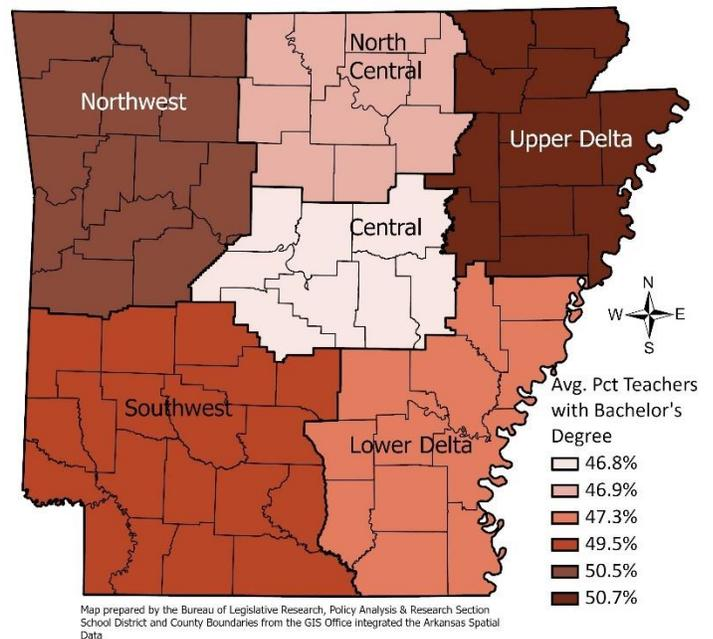 North
Central
Northwest
Upper Delta
Central
N
W E
S
Avg. Pct Teachers
with Bachelor's
Degree
Southwest
Lower Delta
46.8%
46.9%
47.3%
49.5%
50.5%
50.7%
Map prepared by the Bureau of Legislative Research, Policy Analysis & Research Section
School District and County Boundaries from the GIS Office integrated the Arkansas Spatial
Data